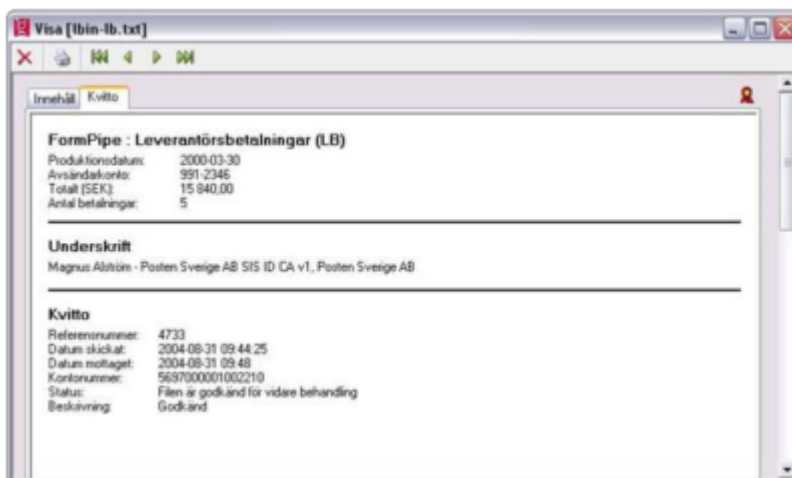 Visa [lbin-lb.txt]
Innehåll Kvitto
FormPipe : Leverantörsbetalningar (LB)
Produktionsdatum: 2000-03-30
Avsändarkonto: 991-2346
Totalt (SEK): 15 840,00
Antal betalningar: 5
Underskrift
Magnus Alström - Posten Sverige AB SIS ID CA v1, Posten Sverige AB
Kvitto
Referensnummer: 4733
Datum skickat: 2004-08-31 09:44:25
Datum mottaget: 2004-08-31 09:48
Kontonummer: 5697000001002210
Status: Filen är godkänd för vidare behandling
Beskrivning: Godkänd